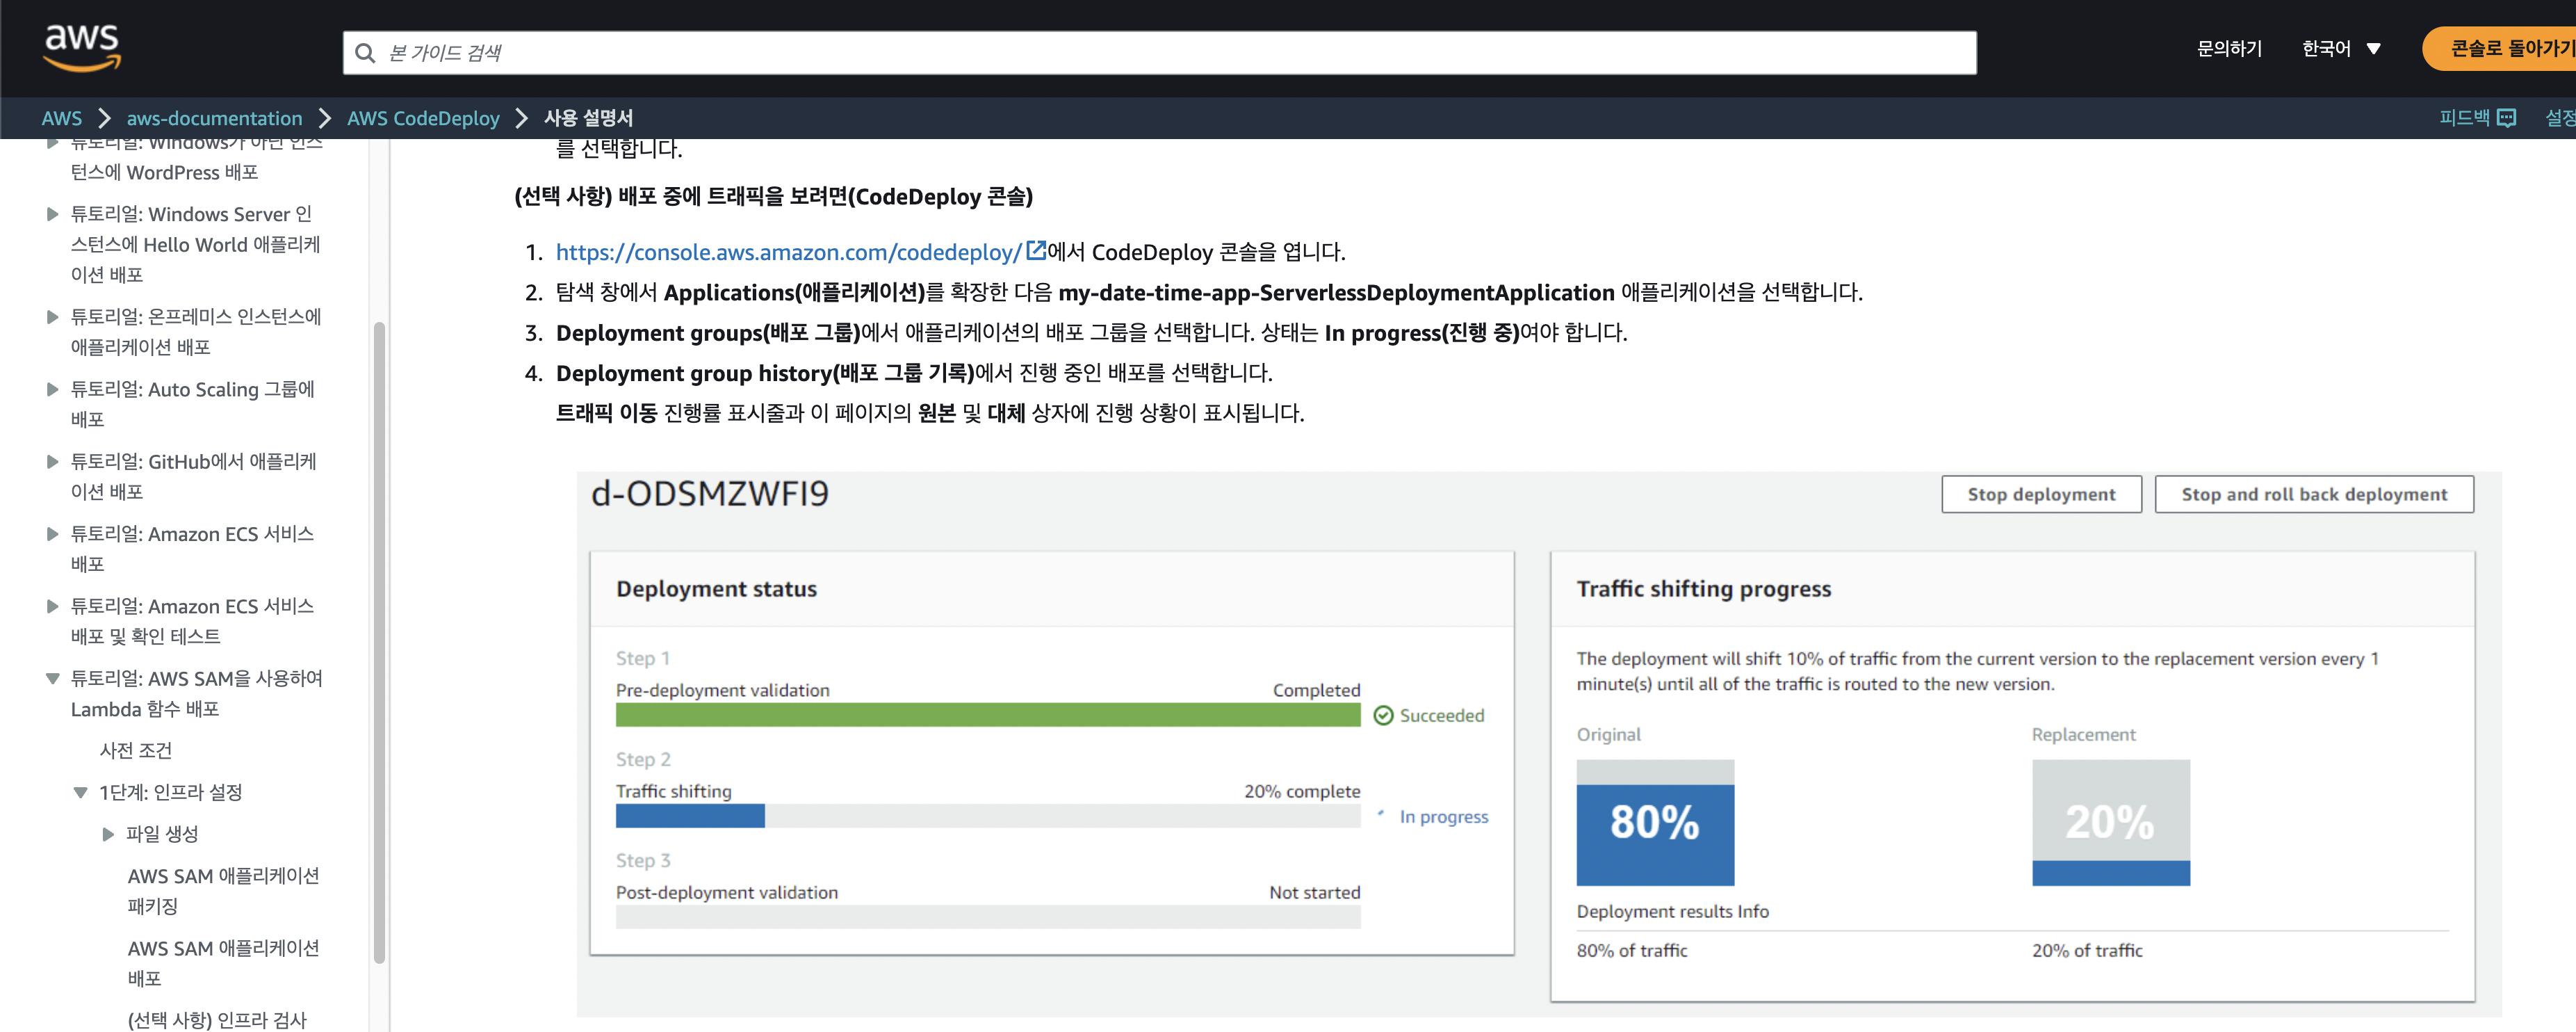 aws
본 가이드 검색
문의하기
한국어
콘솔로 돌아가기
AWS
aws-documentation
AWS CodeDeploy
사용 설명서
피드백
설정
튜토리얼: Windows가 아닌 인스
턴스에 WordPress 배포
튜토리얼: Windows Server 인
스턴스에 Hello World 애플리케
이션 배포
튜토리얼: 온프레미스 인스턴스에
애플리케이션 배포
튜토리얼: Auto Scaling 그룹에
배포
튜토리얼: GitHub에서 애플리케
이션 배포
튜토리얼: Amazon ECS 서비스
배포
튜토리얼: Amazon ECS 서비스
배포 및 확인 테스트
튜토리얼: AWS SAM을 사용하여
Lambda 함수 배포
사전 조건
1단계: 인프라 설정
파일 생성
AWS SAM 애플리케이션
패키징
AWS SAM 애플리케이션
배포
(선택 사항) 인프라 검사
를 선택합니다.
(선택 사항) 배포 중에 트래픽을 보려면(CodeDeploy 콘솔)
1. https://console.aws.amazon.com/codedeploy/에서 CodeDeploy 콘솔을 엽니다.
2. 탐색 창에서 Applications(애플리케이션)를 확장한 다음 my-date-time-app-ServerlessDeploymentApplication 애플리케이션을 선택합니다.
3. Deployment groups(배포 그룹)에서 애플리케이션의 배포 그룹을 선택합니다. 상태는 In progress(진행 중)여야 합니다.
4. Deployment group history(배포 그룹 기록)에서 진행 중인 배포를 선택합니다.
트래픽 이동 진행률 표시줄과 이 페이지의 원본 및 대체 상자에 진행 상황이 표시됩니다.
d-ODSMZWFI9
Stop deployment
Stop and roll back deployment
Deployment status
Step 1
Pre-deployment validation
Completed
Succeeded
Step 2
Traffic shifting
20% complete
In progress
Step 3
Post-deployment validation
Not started
Traffic shifting progress
The deployment will shift 10% of traffic from the current version to the replacement version every 1
minute(s) until all of the traffic is routed to the new version.
Original
Replacement
80%
20%
Deployment results Info
80% of traffic
20% of traffic